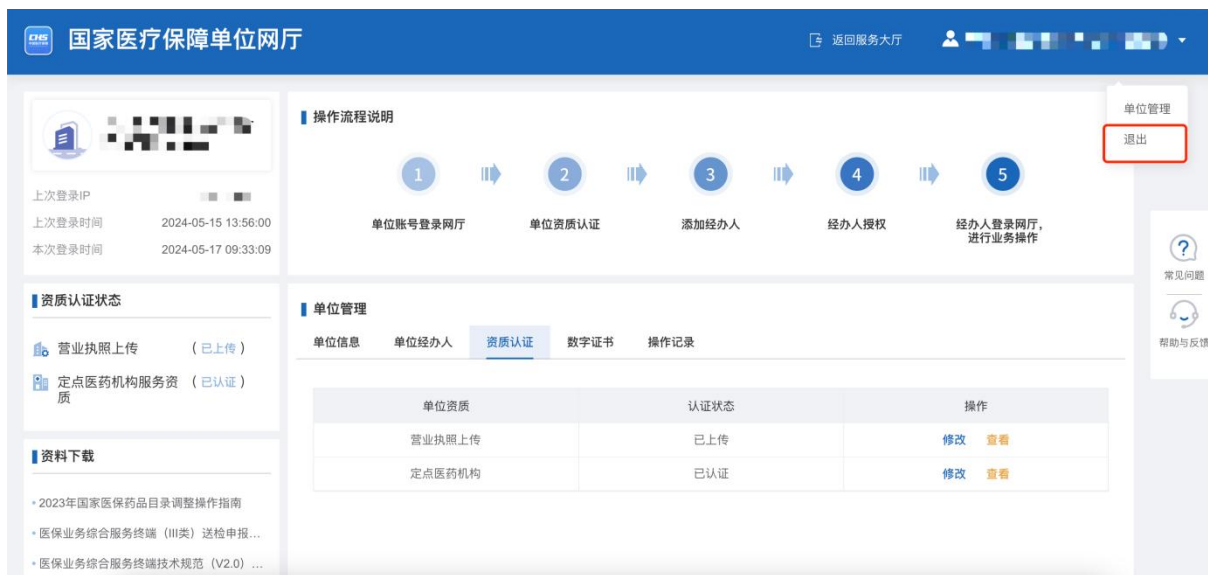 CHS
国家医疗保障单位网厅
返回服务大厅
单位管理
退出
上次登录IP
上次登录时间 2024-05-15 13:56:00
本次登录时间 2024-05-17 09:33:09
操作流程说明
1 2 3 4 5
单位账号登录网厅 单位资质认证 添加经办人 经办人授权 经办人登录网厅，
进行业务操作
常见问题
帮助与反馈
资质认证状态
营业执照上传 （已上传）
定点医药机构服务资 （已认证）
质
资料下载
2023年国家医保药品目录调整操作指南
医保业务综合服务终端（III类）送检申报...
医保业务综合服务终端技术规范（V2.0）...
单位管理
单位信息 单位经办人 资质认证 数字证书 操作记录
单位资质 认证状态 操作
营业执照上传 已上传 修改 查看
定点医药机构 已认证 修改 查看